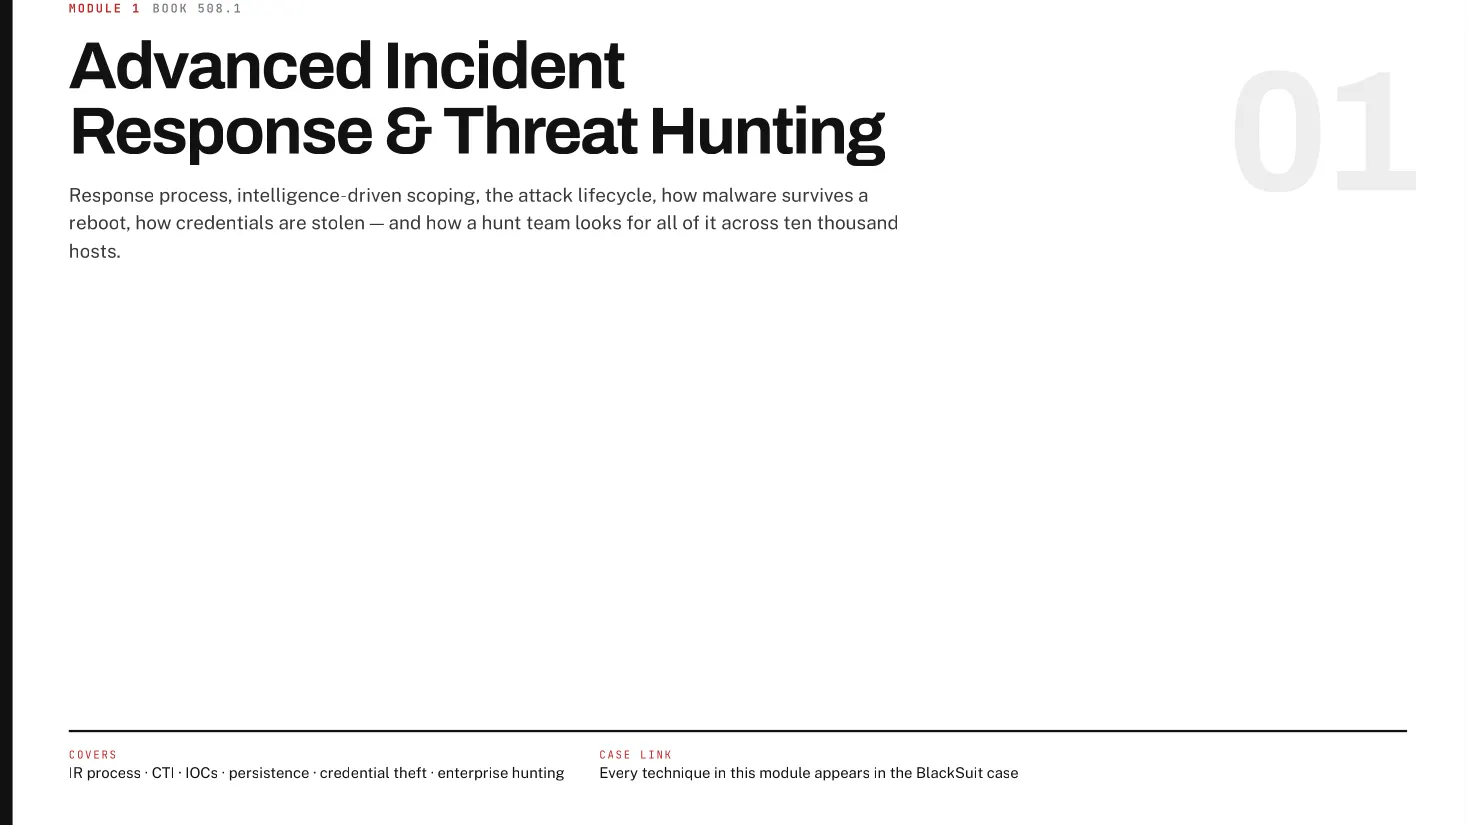 MODULE 1 BOOK 508.1
Advanced Incident
Response & Threat Hunting
01
Response process, intelligence-driven scoping, the attack lifecycle, how malware survives a
reboot, how credentials are stolen — and how a hunt team looks for all of it across ten thousand
hosts.
COVERS
IR process · CTI · IOCs · persistence · credential theft · enterprise hunting
CASE LINK
Every technique in this module appears in the BlackSuit case